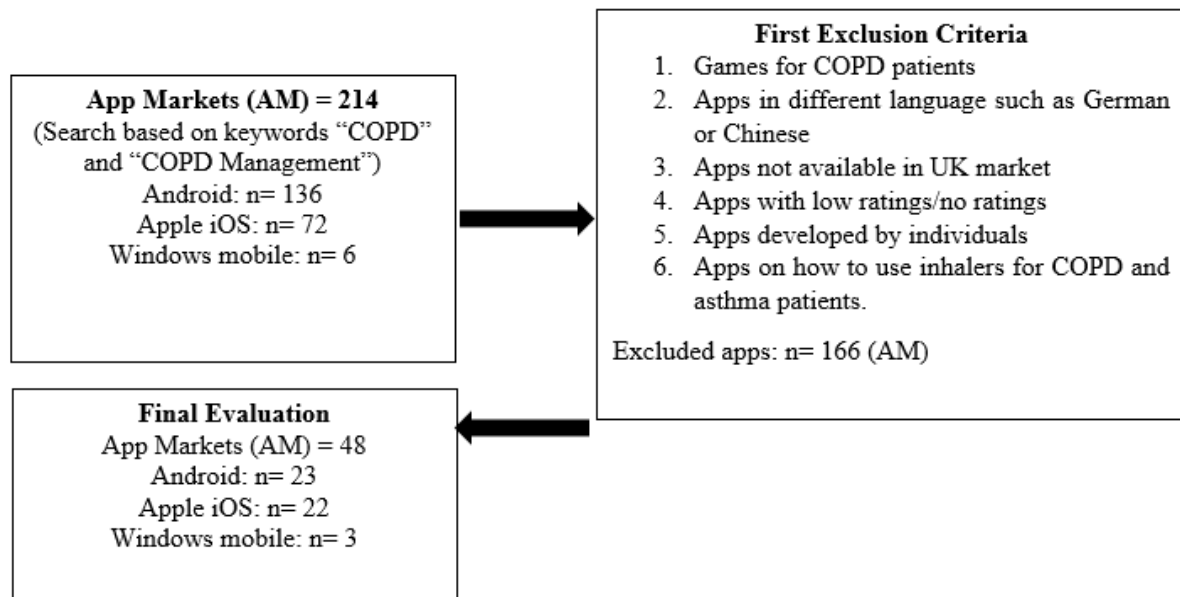 App Markets (AM) = 214
(Search based on keywords “COPD”
and “COPD Management”)
Android: n= 136
Apple iOS: n= 72
Windows mobile: n= 6
First Exclusion Criteria
1. Games for COPD patients
2. Apps in different language such as German
or Chinese
3. Apps not available in UK market
4. Apps with low ratings/no ratings
5. Apps developed by individuals
6. Apps on how to use inhalers for COPD and
asthma patients.
Excluded apps: n= 166 (AM)
Final Evaluation
App Markets (AM) = 48
Android: n= 23
Apple iOS: n= 22
Windows mobile: n= 3